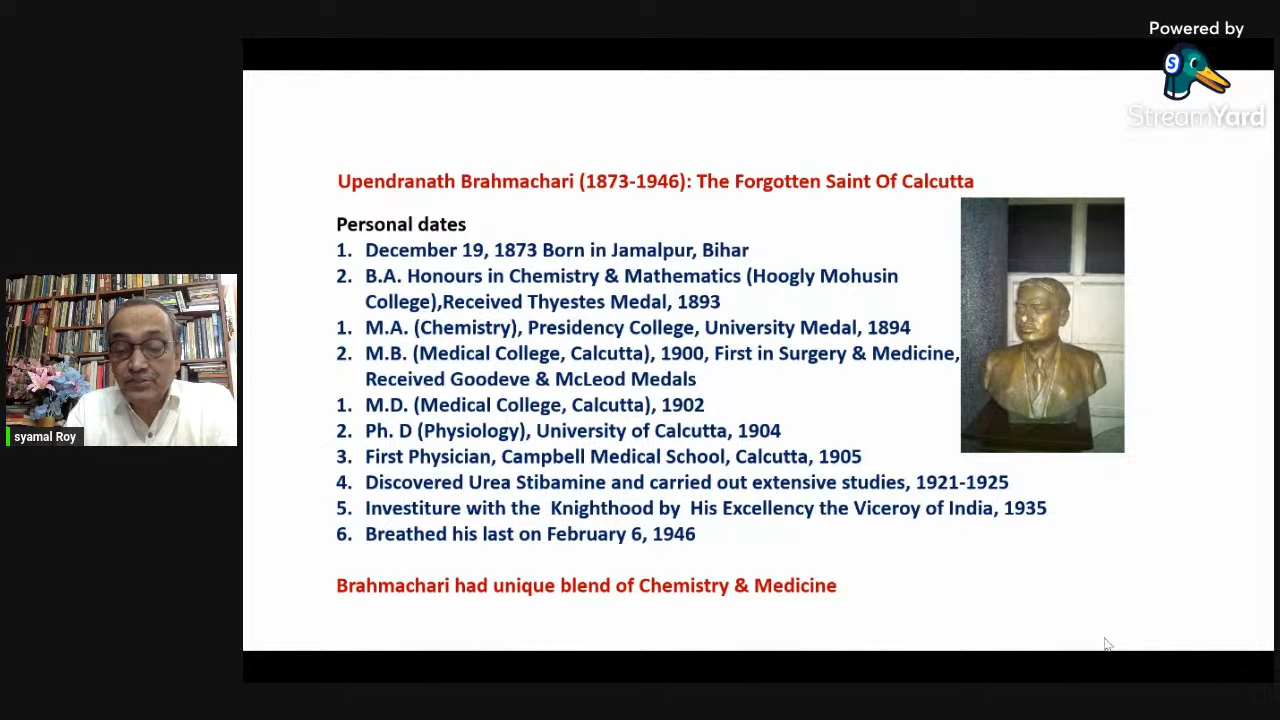 Powered by
S
StreamYard
Upendranath Brahmachari (1873-1946): The Forgotten Saint Of Calcutta
Personal dates
1. December 19, 1873 Born in Jamalpur, Bihar
2. B.A. Honours in Chemistry & Mathematics (Hoogly Mohusin
College),Received Thyestes Medal, 1893
1. M.A. (Chemistry), Presidency College, University Medal, 1894
2. M.B. (Medical College, Calcutta), 1900, First in Surgery & Medicine,
Received Goodeve & McLeod Medals
1. M.D. (Medical College, Calcutta), 1902
2. Ph. D (Physiology), University of Calcutta, 1904
3. First Physician, Campbell Medical School, Calcutta, 1905
4. Discovered Urea Stibamine and carried out extensive studies, 1921-1925
5. Investiture with the Knighthood by His Excellency the Viceroy of India, 1935
6. Breathed his last on February 6, 1946
Brahmachari had unique blend of Chemistry & Medicine
syamal Roy